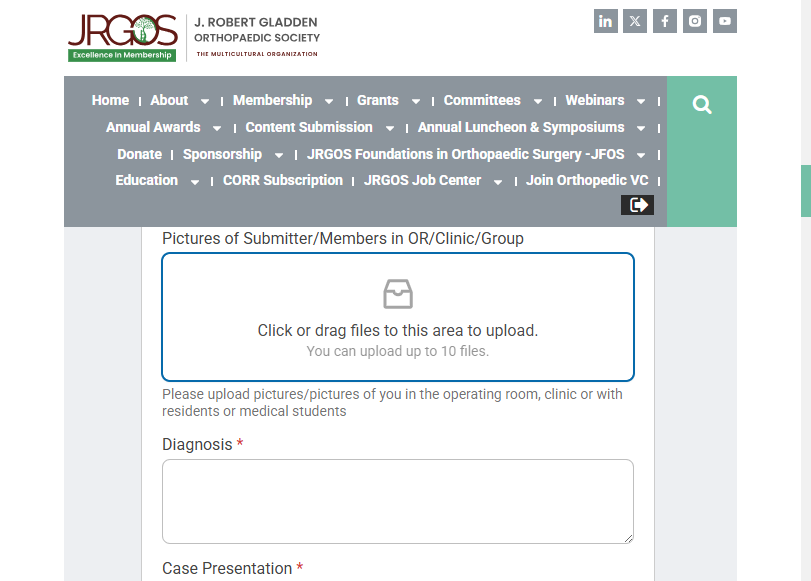 JRGOS
Excellence in Membership
J. ROBERT GLADDEN
ORTHOPAEDIC SOCIETY
THE MULTICULTURAL ORGANIZATION
Home | About | Membership | Grants | Committees | Webinars |
Annual Awards | Content Submission | Annual Luncheon & Symposiums |
Donate | Sponsorship | JRGOS Foundations in Orthopaedic Surgery -JFOS |
Education | CORR Subscription | JRGOS Job Center | Join Orthopedic VC |
Pictures of Submitter/Members in OR/Clinic/Group
Click or drag files to this area to upload.
You can upload up to 10 files.
Please upload pictures/pictures of you in the operating room, clinic or with
residents or medical students
Diagnosis *
Case Presentation *